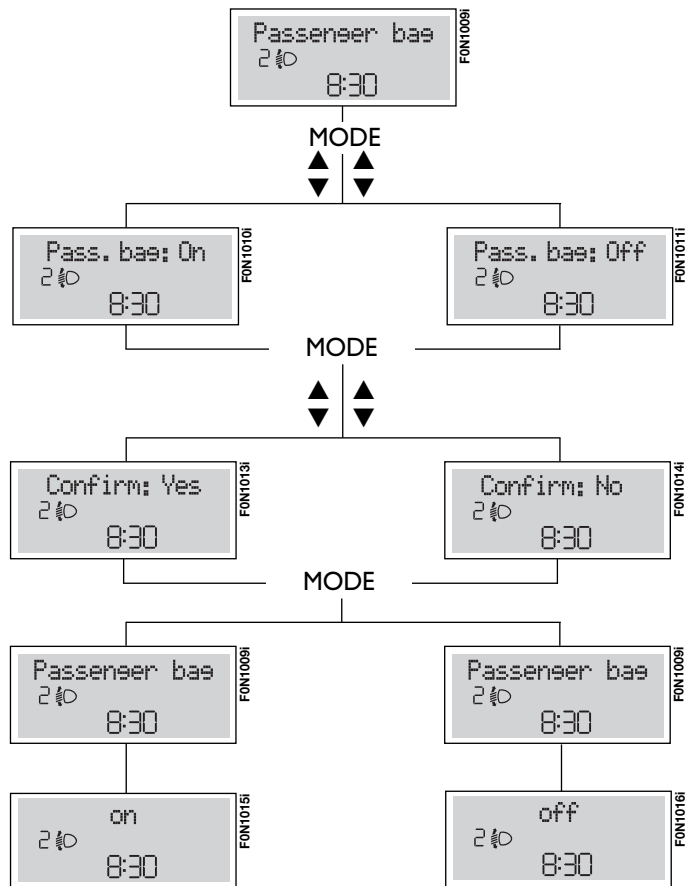 Passenger bag
2
8:30
F0N1009i
MODE
▲ ▲
▼ ▼
Pass. bag: On
2
8:30
F0N1010i
Pass. bag: Off
2
8:30
F0N1011i
MODE
▲ ▲
▼ ▼
Confirm: Yes
2
8:30
F0N1013i
Confirm: No
2
8:30
F0N1014i
MODE
Passenger bag
2
8:30
F0N1009i
Passenger bag
2
8:30
F0N1009i
on
2
8:30
F0N1015i
off
2
8:30
F0N1016i